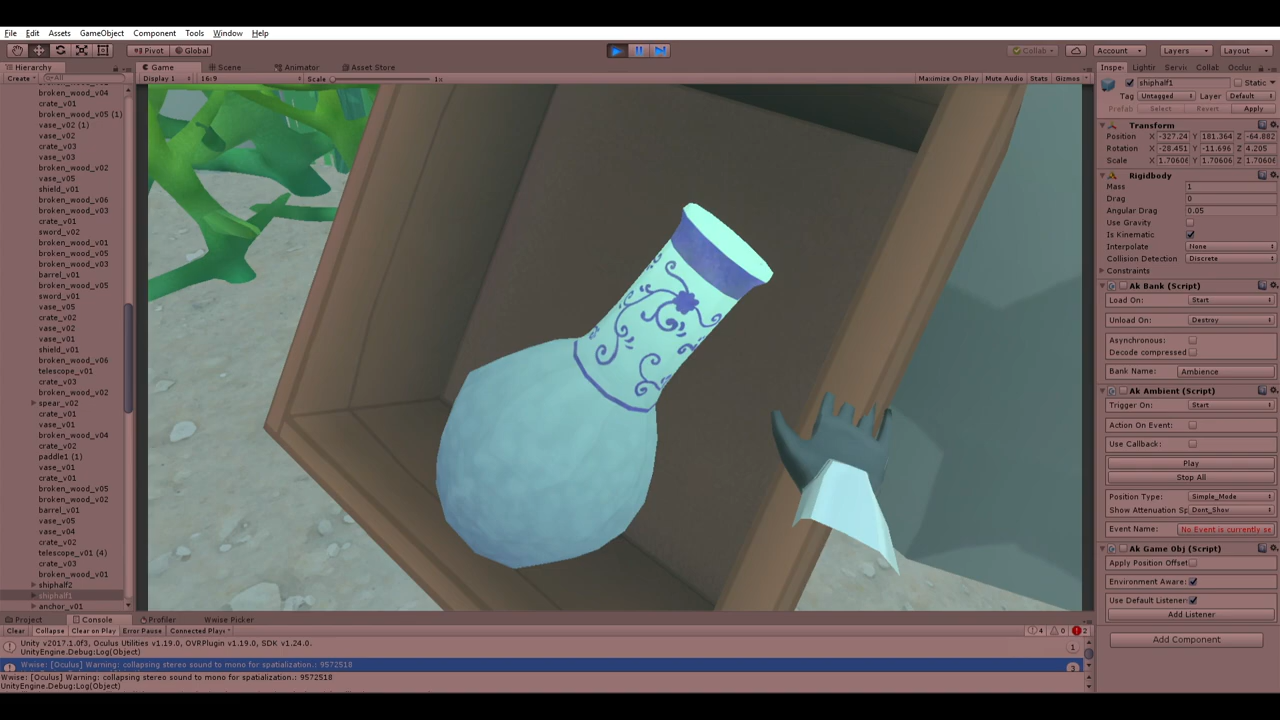 File Edit Assets GameObject Component Tools Window Help
Pivot Global Collab Account Layers Layout
Hierarchy Game Scene Animator Asset Store
Create All Display 1 16:9 Scale 1x Maximize On Play Mute Audio Stats Gizmos
broken_wood_v04
crate_v01
broken_wood_v05 (1)
vase_v02 (1)
vase_v02
crate_v03
vase_v03
broken_wood_v02
vase_v05
shield_v01
broken_wood_v06
broken_wood_v03
crate_v01
sword_v02
broken_wood_v01
broken_wood_v05
broken_wood_v03
barrel_v01
broken_wood_v05
sword_v01
vase_v05
crate_v02
vase_v02
vase_v01
shield_v01
broken_wood_v06
telescope_v01
crate_v03
broken_wood_v02
spear_v02
crate_v01
vase_v01
broken_wood_v04
crate_v02
paddle1 (1)
vase_v01
crate_v01
broken_wood_v05
broken_wood_v02
barrel_v01
vase_v05
vase_v04
crate_v02
telescope_v01 (4)
crate_v03
broken_wood_v01
shiphalf2
shiphalf1
anchor_v01
Inspe Lightin Servic Collab Occlu
shiphalf1 Static
Tag Untagged Layer Default
Prefab Select Revert Apply
Transform
Position X -327.24 Y 181.364 Z -64.882
Rotation X -28.451 Y -11.696 Z 4.205
Scale X 1.70606 Y 1.70606 Z 1.70606
Rigidbody
Mass 1
Drag 0
Angular Drag 0.05
Use Gravity
Is Kinematic
Interpolate None
Collision Detection Discrete
Constraints
Ak Bank (Script)
Load On: Start
Unload On: Destroy
Asynchronous:
Decode compressed
Bank Name: Ambience
Ak Ambient (Script)
Trigger On: Start
Action On Event:
Use Callback:
Play
Stop All
Position Type: Simple_Mode
Show Attenuation Sp Dont_Show
Event Name: No Event is currently se
Ak Game Obj (Script)
Apply Position Offset
Environment Aware:
Use Default Listener:
Add Listener
Add Component
Project Console Profiler Wwise Picker
Clear Collapse Clear on Play Error Pause Connected Player 4 0 2
Unity v2017.1.0f3, Oculus Utilities v1.19.0, OVRPlugin v1.19.0, SDK v1.24.0.
UnityEngine.Debug:Log(Object) 1
Wwise: [Oculus] Warning: collapsing stereo sound to mono for spatialization.: 9572518
Wwise: [Oculus] Warning: collapsing stereo sound to mono for spatialization.: 9572518
UnityEngine.Debug:Log(Object)